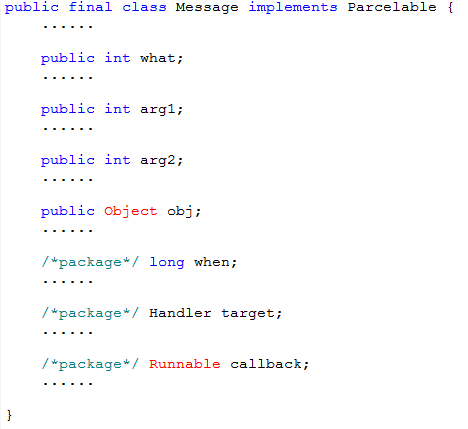 public final class Message implements Parcelable {
······
public int what;
······
public int arg1;
······
public int arg2;
······
public Object obj;
······
/*package*/ long when;
······
/*package*/ Handler target;
······
/*package*/ Runnable callback;
······
}